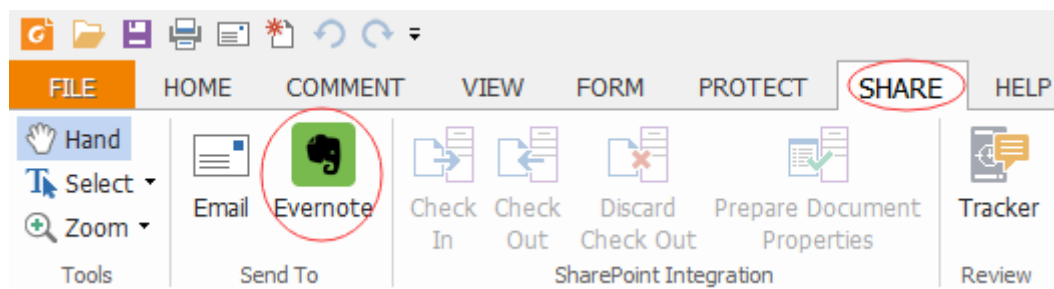 FILE HOME COMMENT VIEW FORM PROTECT SHARE HELP
Hand
Select
Zoom
Tools
Email Evernote
Send To
Check In
Check Out
Discard Check Out
Prepare Document Properties
SharePoint Integration
Tracker
Review